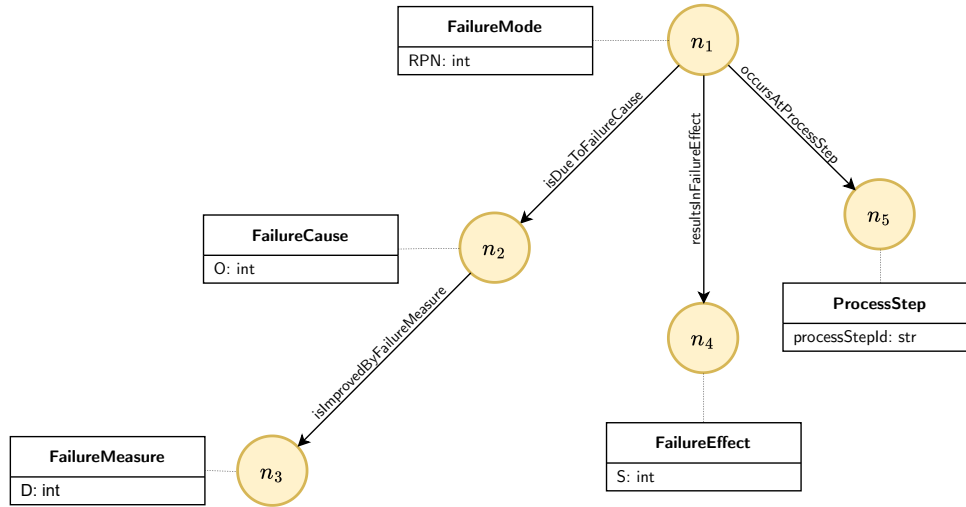 FailureMode
RPN: int
n₁
occursAtProcessStep
isDueToFailureCause
resultsInFailureEffect
n₅
FailureCause
O: int
n₂
ProcessStep
processStepId: str
isImprovedByFailureMeasure
n₄
FailureEffect
S: int
FailureMeasure
D: int
n₃